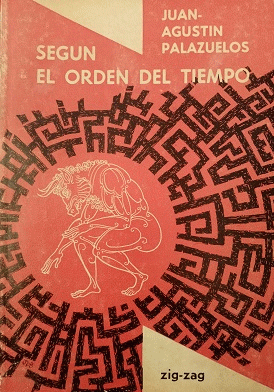 JUAN-
AGUSTIN
PALAZUELOS
SEGUN
EL ORDEN DEL TIEMPO
zig-zag